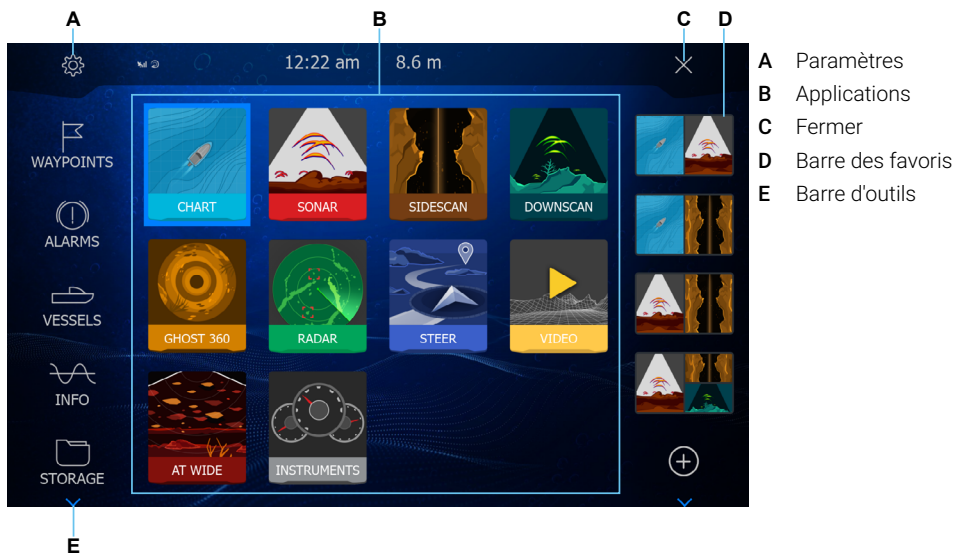 A B C D
12:22 am 8.6 m
WAYPOINTS
ALARMS
VESSELS
INFO
STORAGE
CHART SONAR SIDESCAN DOWNSCAN
GHOST 360 RADAR STEER VIDEO
AT WIDE INSTRUMENTS
E
A Paramètres
B Applications
C Fermer
D Barre des favoris
E Barre d'outils